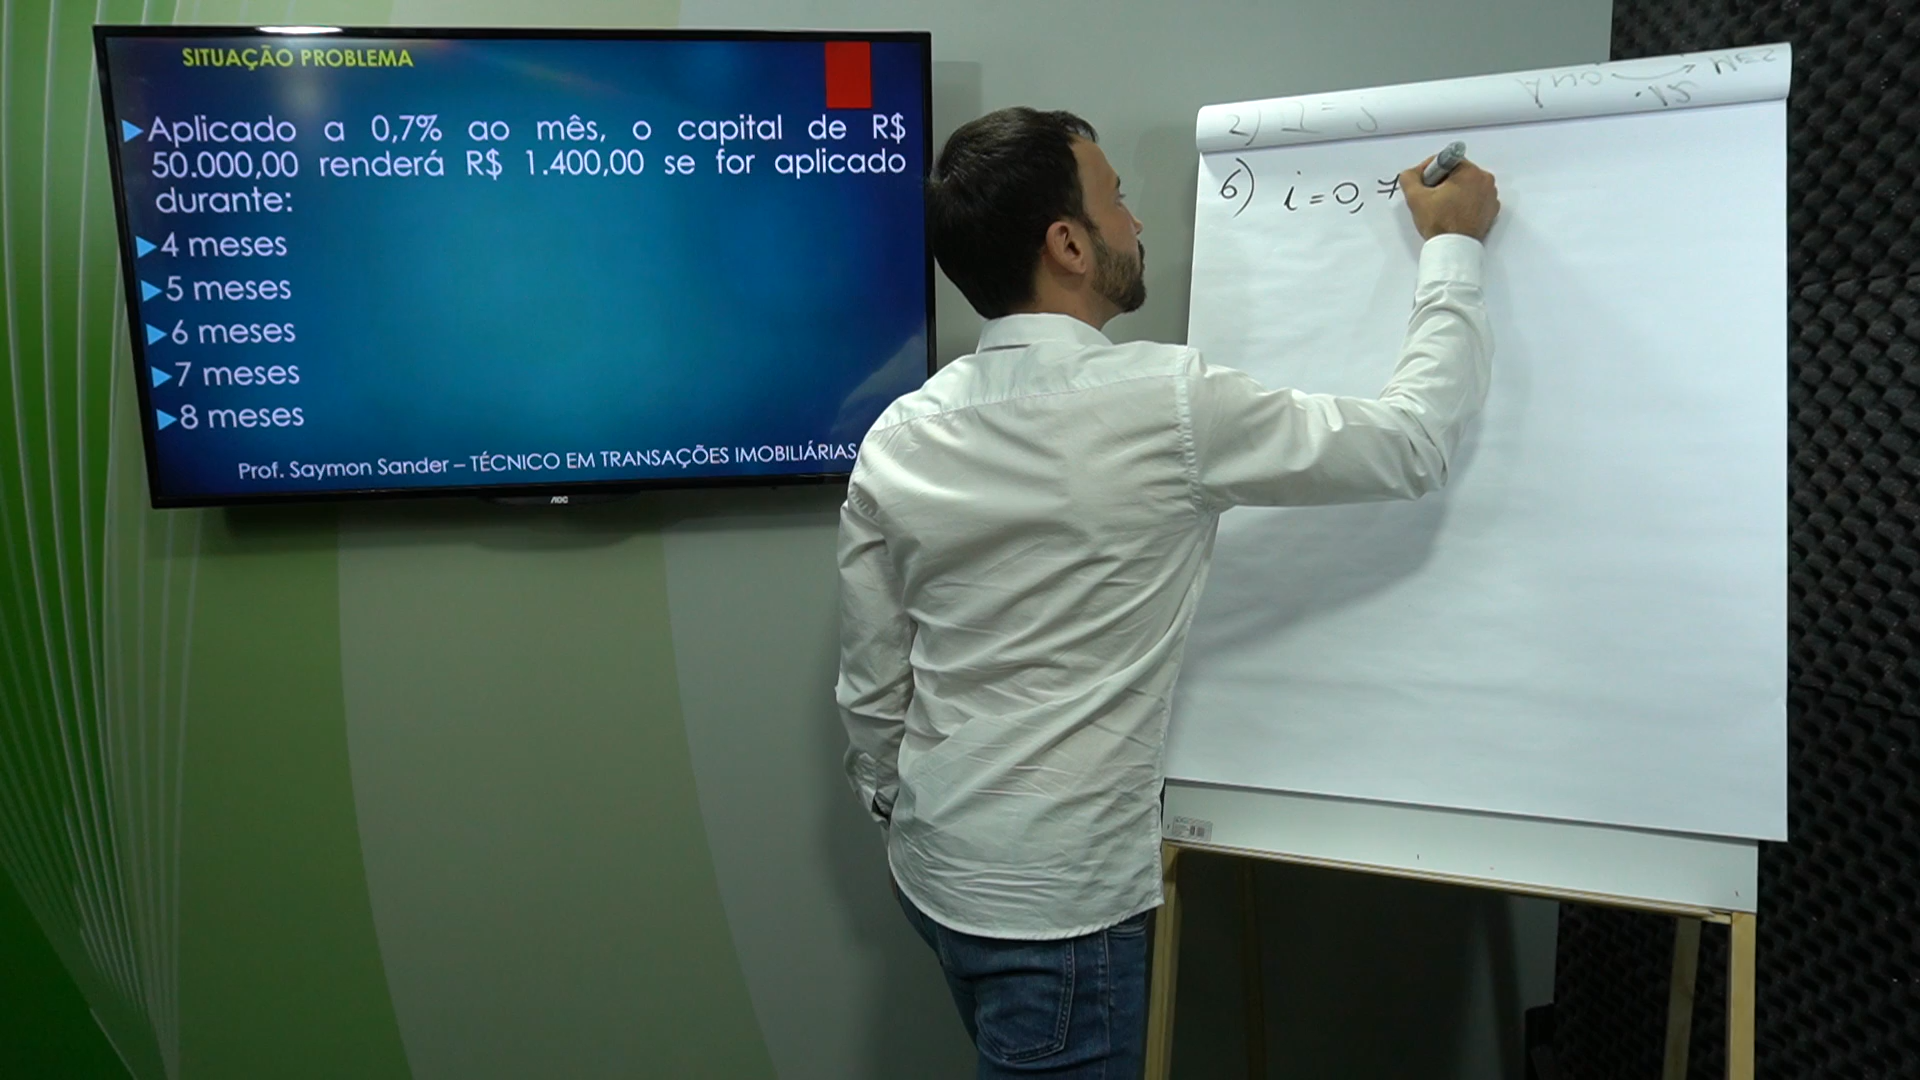 SITUAÇÃO PROBLEMA
Aplicado a 0,7% ao mês, o capital de R$
50.000,00 renderá R$ 1.400,00 se for aplicado
durante:
4 meses
5 meses
6 meses
7 meses
8 meses
Prof. Saymon Sander – TÉCNICO EM TRANSAÇÕES IMOBILIÁRIAS
AOC
6) i = 0,7